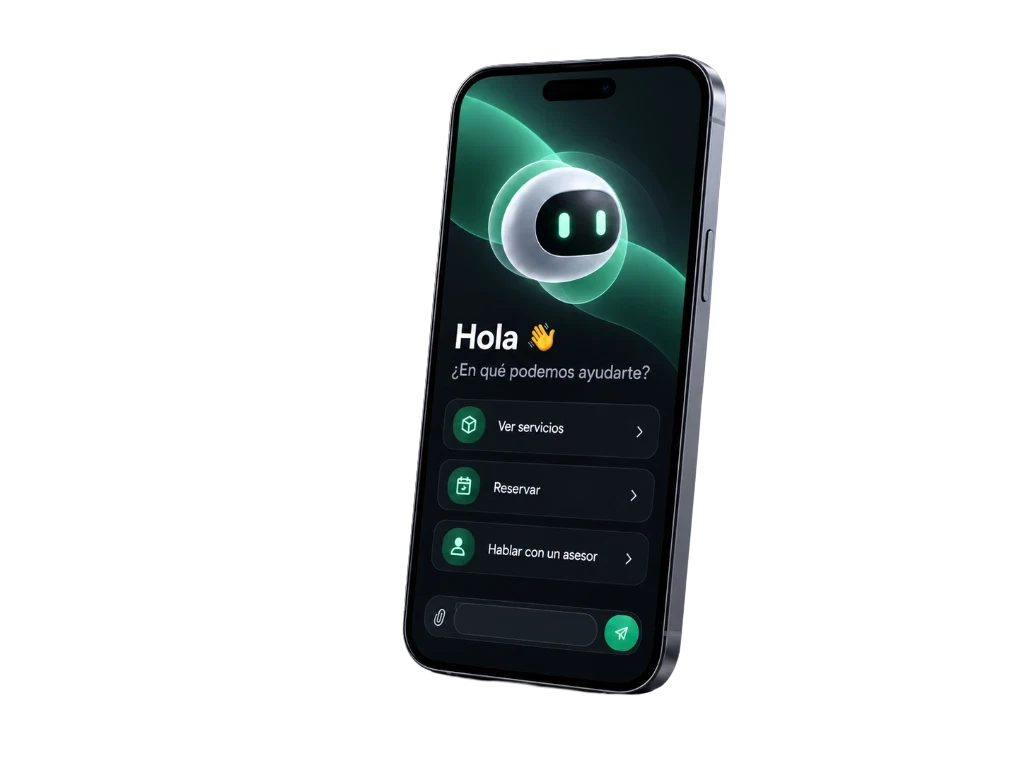 Hola 👋
¿En qué podemos ayudarte?
Ver servicios
Reservar
Hablar con un asesor